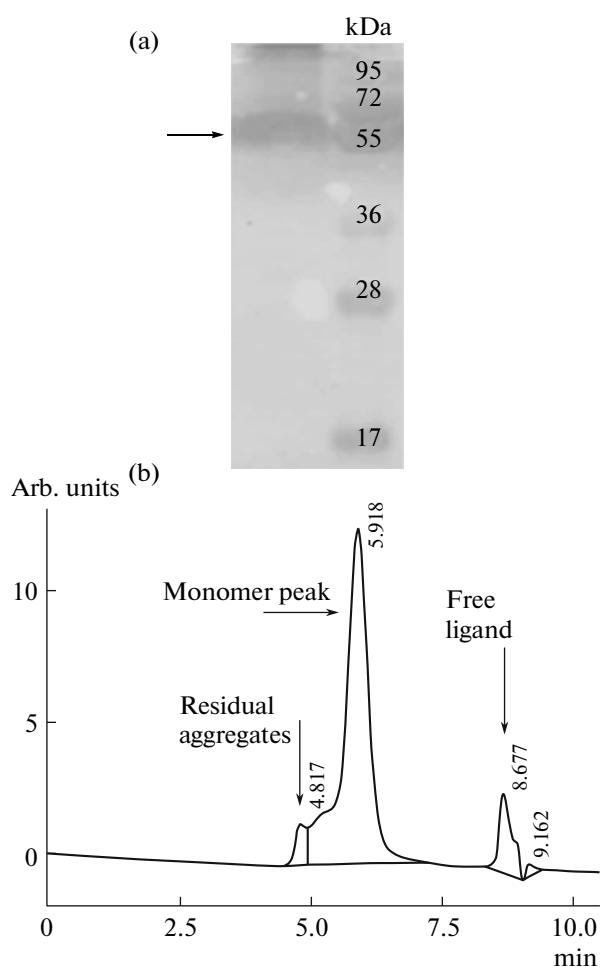 (a)
kDa
95
72
55
36
28
17
(b)
Arb. units
10
5
0
Monomer peak
5.918
Free
ligand
Residual
aggregates
4.817
8.677
9.162
0
2.5
5.0
7.5
10.0
min